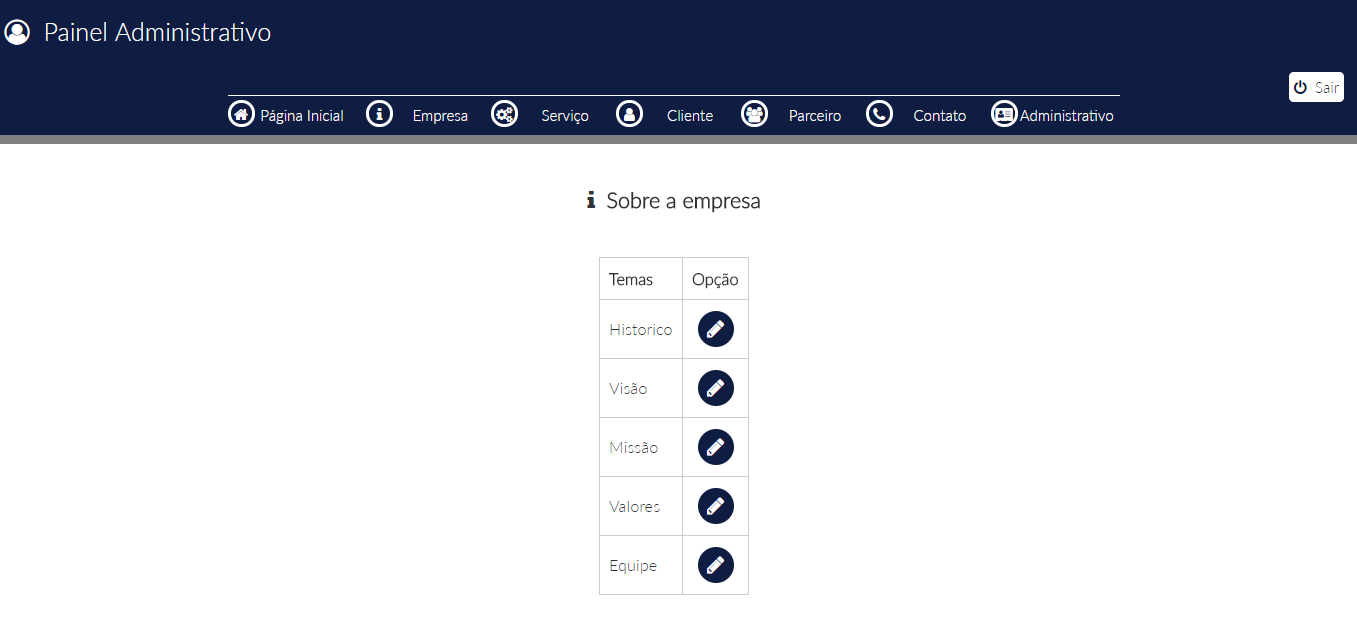 Painel Administrativo
Sair
Página Inicial Empresa Serviço Cliente Parceiro Contato Administrativo
Sobre a empresa
Temas Opção
Historico
Visão
Missão
Valores
Equipe